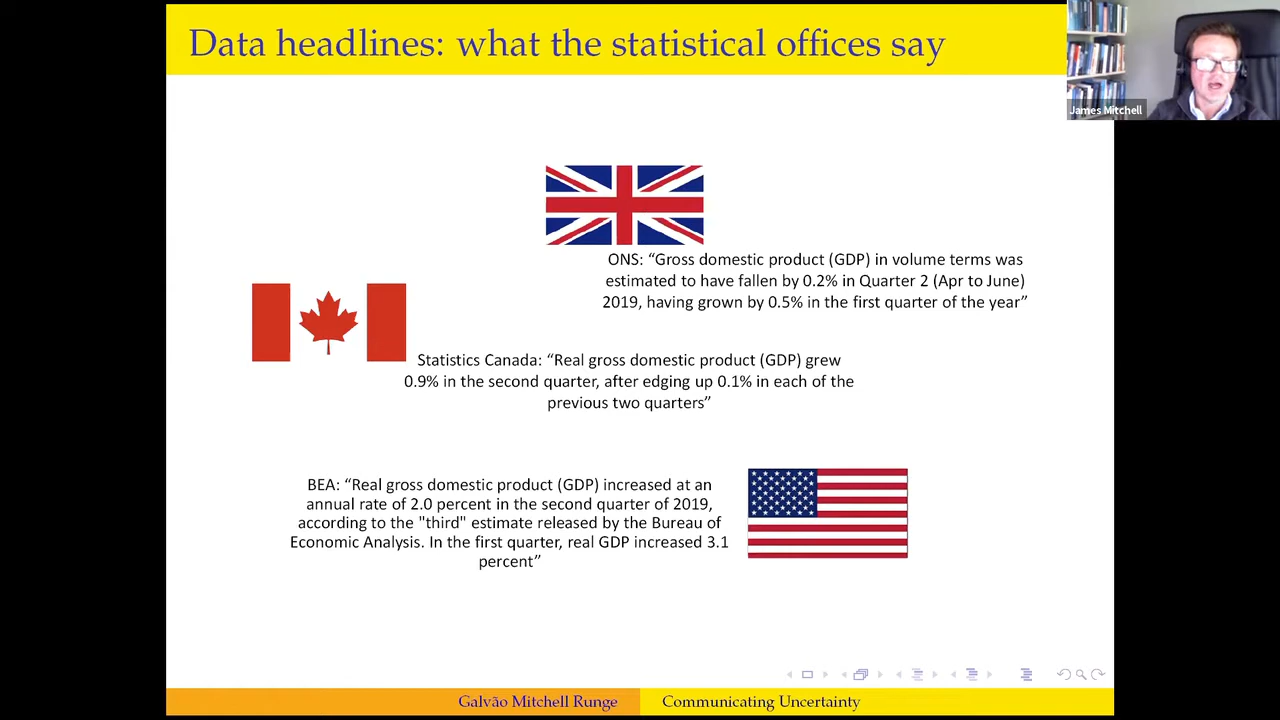 Data headlines: what the statistical offices say
James Mitchell
ONS: “Gross domestic product (GDP) in volume terms was
estimated to have fallen by 0.2% in Quarter 2 (Apr to June)
2019, having grown by 0.5% in the first quarter of the year”
Statistics Canada: “Real gross domestic product (GDP) grew
0.9% in the second quarter, after edging up 0.1% in each of the
previous two quarters”
BEA: “Real gross domestic product (GDP) increased at an
annual rate of 2.0 percent in the second quarter of 2019,
according to the "third" estimate released by the Bureau of
Economic Analysis. In the first quarter, real GDP increased 3.1
percent”
Galvão Mitchell Runge
Communicating Uncertainty